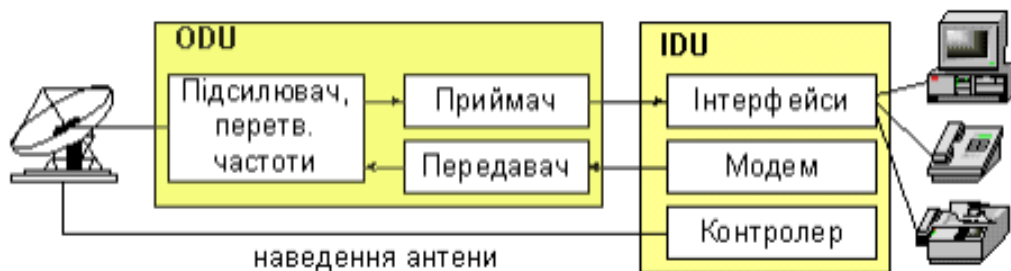 ODU
IDU
Підсилювач,
перетв.
частоти
Приймач
Передавач
Інтерфейси
Модем
Контролер
наведення антени